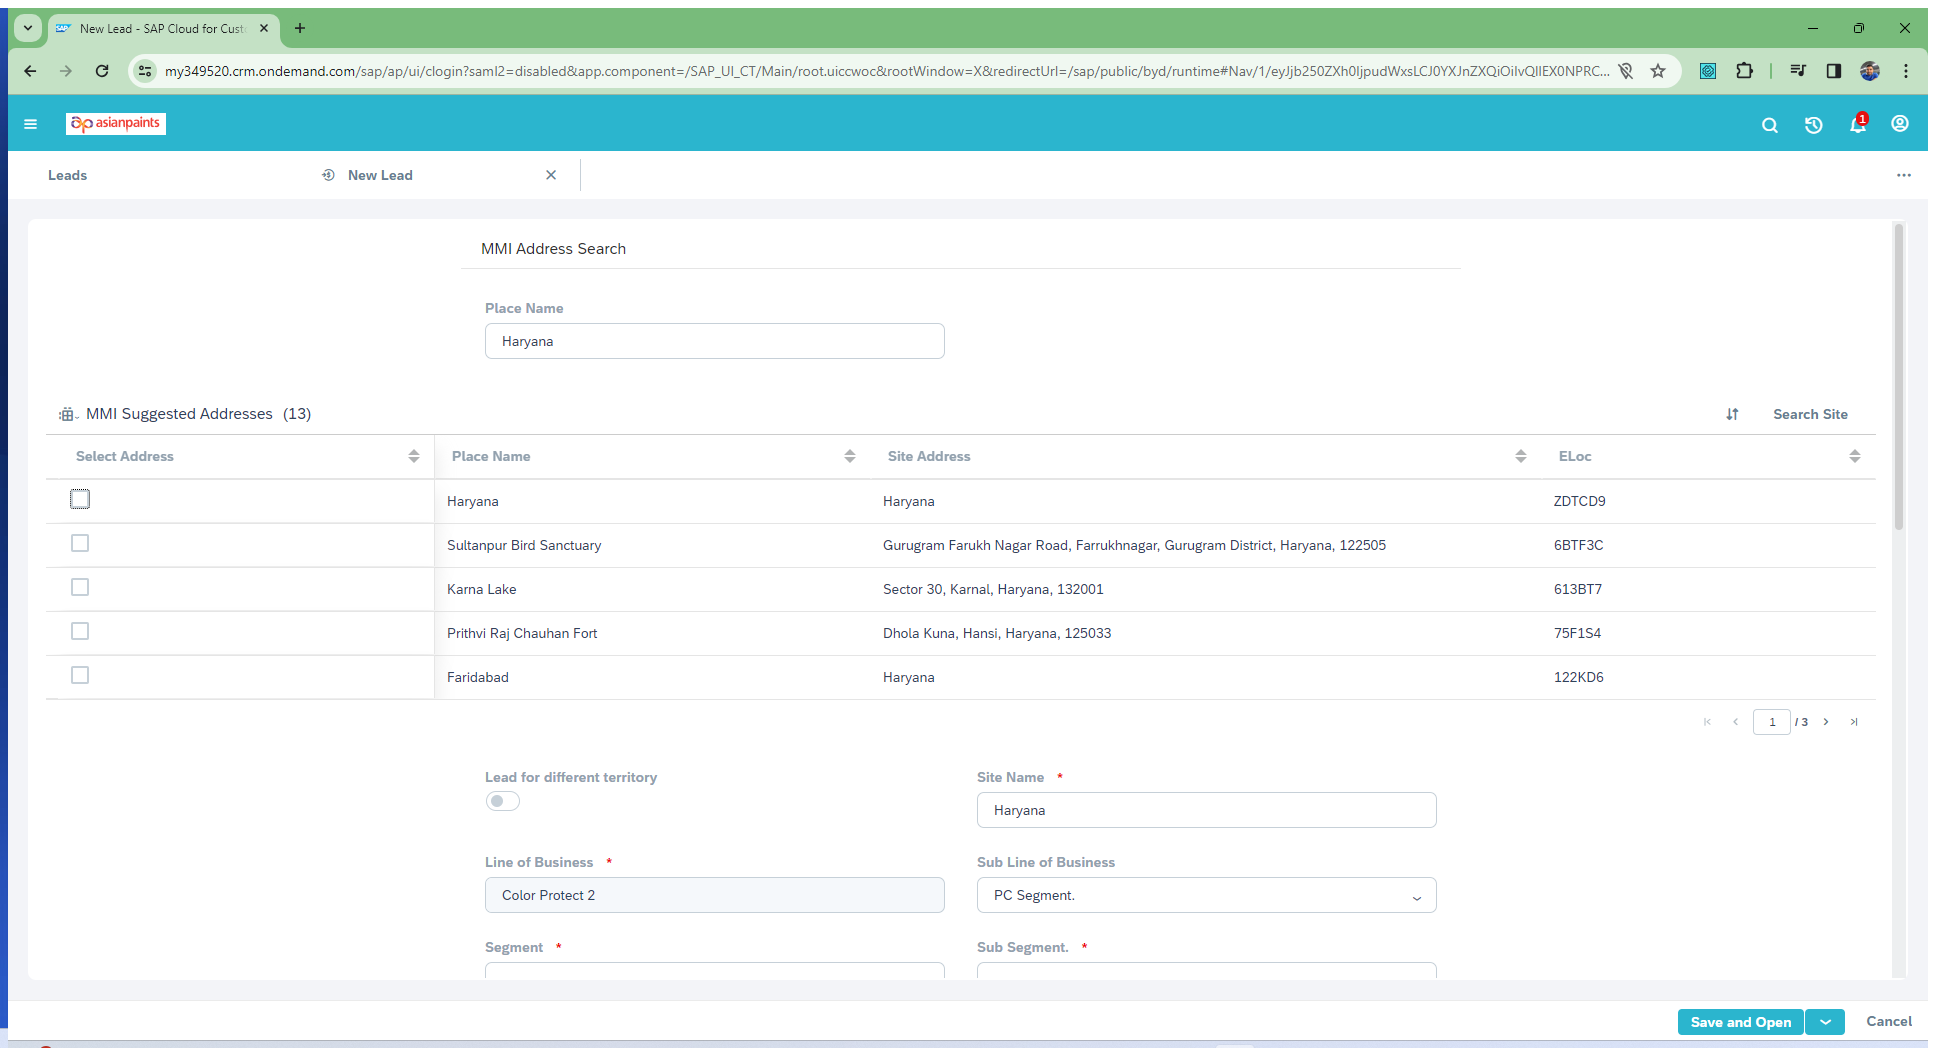 New Lead - SAP Cloud for Cust
my349520.crm.ondemand.com/sap/ap/ui/clogin?saml2=disabled&app.component=/SAP_UI_CT/Main/root.uiccwoc&rootWindow=X&redirectUrl=/sap/public/byd/runtime#Nav/1/
asianpaints
1
Leads
New Lead
MMI Address Search
Place Name
Haryana
MMI Suggested Addresses (13)
Search Site
Select Address Place Name Site Address ELoc
Haryana Haryana ZDTCD9
Sultanpur Bird Sanctuary Gurugram Farukh Nagar Road, Farrukhnagar, Gurugram District, Haryana, 122505 6BTF3C
Karna Lake Sector 30, Karnal, Haryana, 132001 613BT7
Prithvi Raj Chauhan Fort Dhola Kuna, Hansi, Haryana, 125033 75F1S4
Faridabad Haryana 122KD6
1 / 3
Lead for different territory
Site Name *
Haryana
Line of Business * Sub Line of Business
Color Protect 2 PC Segment.
Segment * Sub Segment. *
Save and Open Cancel